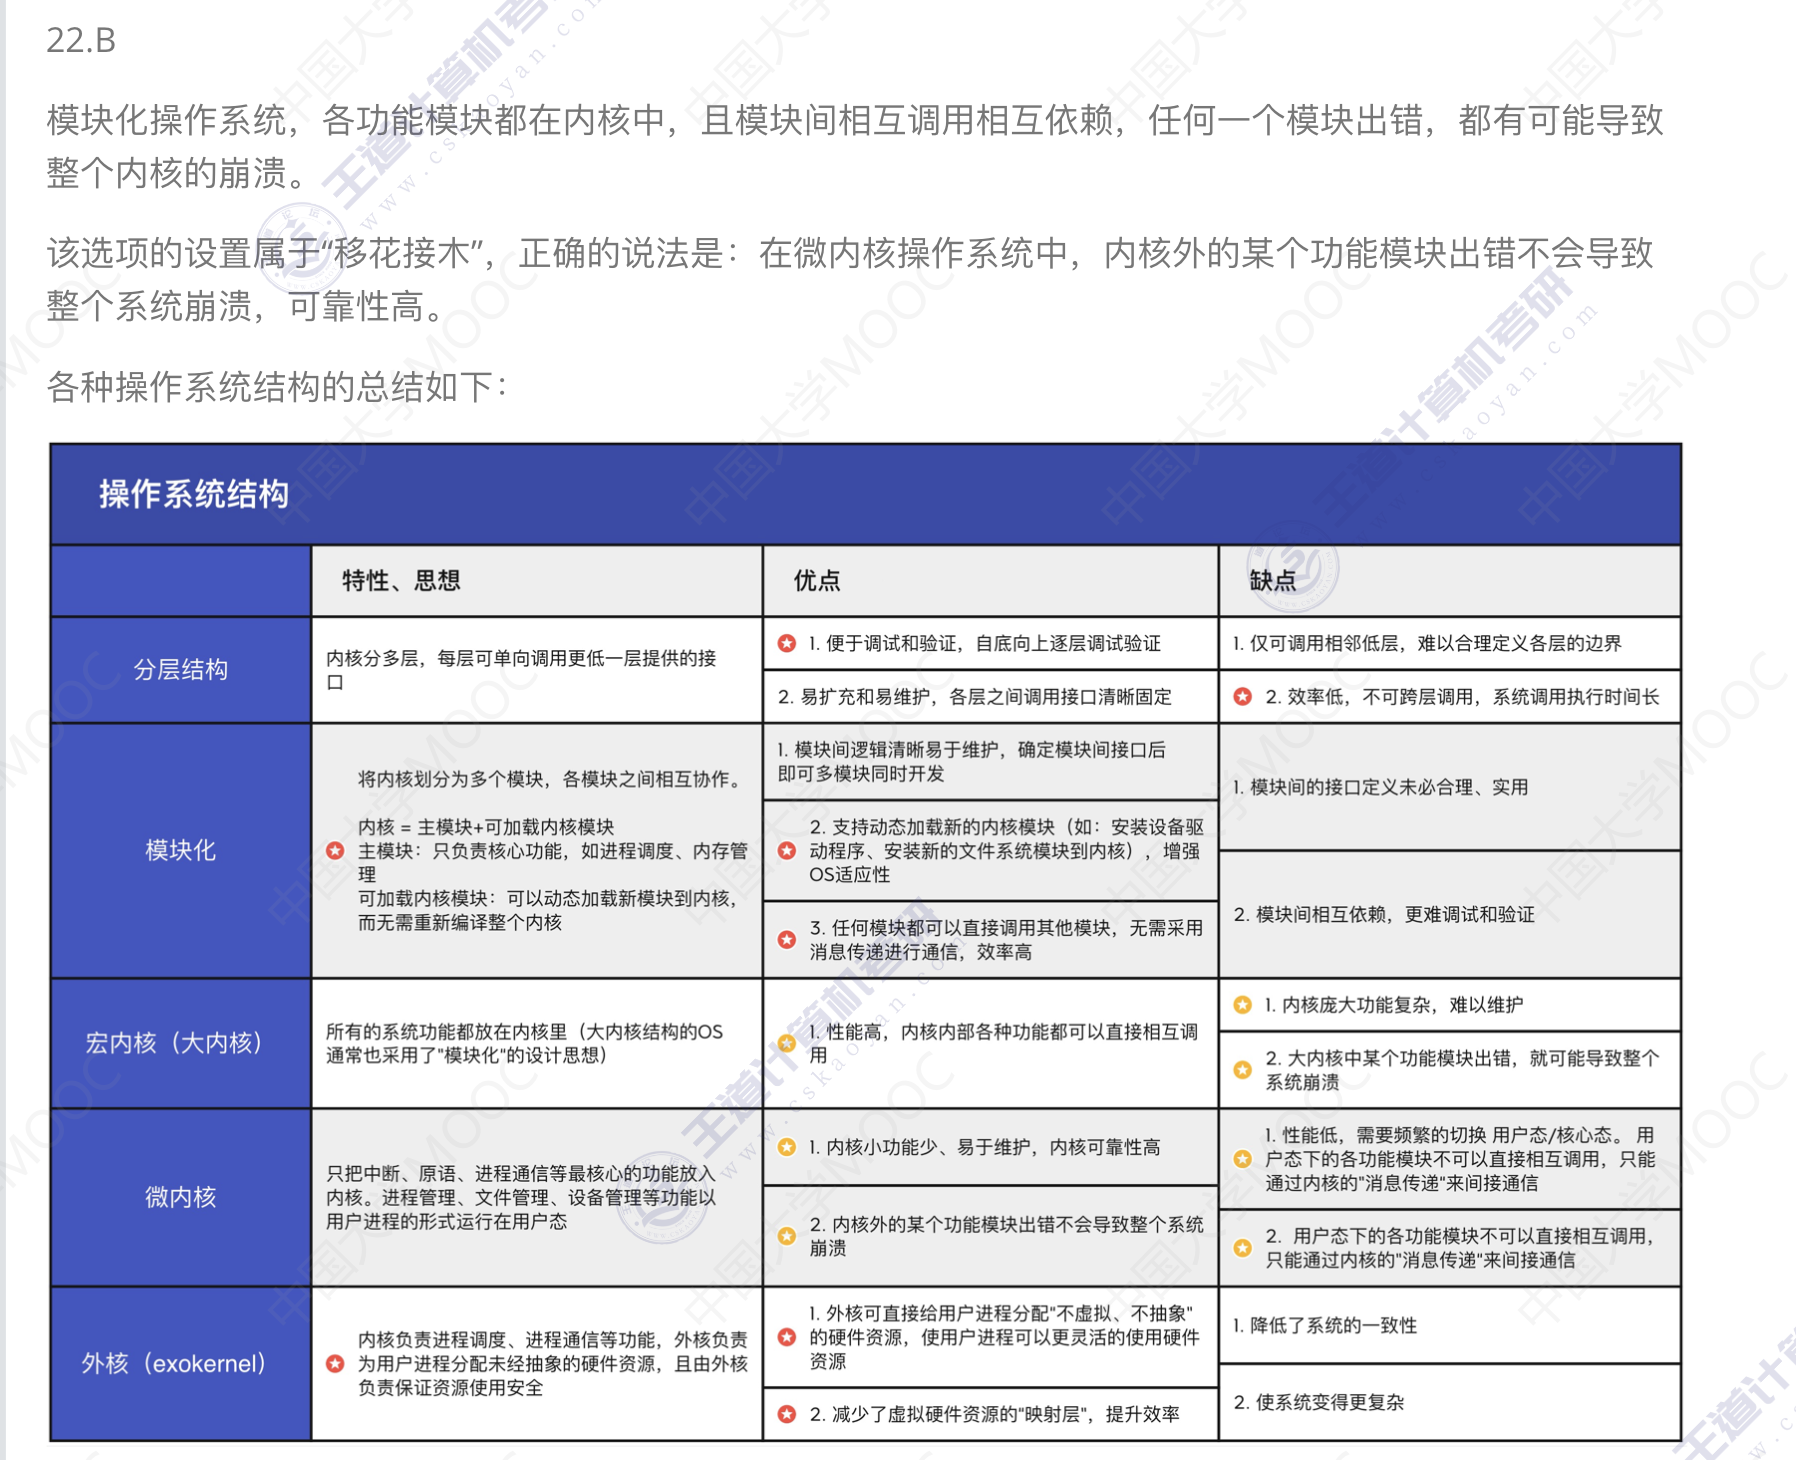 22.B
模块化操作系统，各功能模块都在内核中，且模块间相互调用相互依赖，任何一个模块出错，都有可能导致
整个内核的崩溃。
该选项的设置属于“移花接木”，正确的说法是：在微内核操作系统中，内核外的某个功能模块出错不会导致
整个系统崩溃，可靠性高。
各种操作系统结构的总结如下：
操作系统结构
特性、思想
优点
缺点
分层结构
内核分多层，每层可单向调用更低一层提供的接
口
1. 便于调试和验证，自底向上逐层调试验证
2. 易扩充和易维护，各层之间调用接口清晰固定
1. 仅可调用相邻低层，难以合理定义各层的边界
2. 效率低，不可跨层调用，系统调用执行时间长
模块化
将内核划分为多个模块，各模块之间相互协作。
内核 = 主模块+可加载内核模块
主模块：只负责核心功能，如进程调度、内存管
理
可加载内核模块：可以动态加载新模块到内核，
而无需重新编译整个内核
1. 模块间逻辑清晰易于维护，确定模块间接口后
即可多模块同时开发
2. 支持动态加载新的内核模块（如：安装设备驱
动程序、安装新的文件系统模块到内核），增强
OS适应性
3. 任何模块都可以直接调用其他模块，无需采用
消息传递进行通信，效率高
1. 模块间的接口定义未必合理、实用
2. 模块间相互依赖，更难调试和验证
宏内核（大内核）
所有的系统功能都放在内核里（大内核结构的OS
通常也采用了"模块化"的设计思想）
1. 性能高，内核内部各种功能都可以直接相互调
用
1. 内核庞大功能复杂，难以维护
2. 大内核中某个功能模块出错，就可能导致整个
系统崩溃
微内核
只把中断、原语、进程通信等最核心的功能放入
内核。进程管理、文件管理、设备管理等功能以
用户进程的形式运行在用户态
1. 内核小功能少、易于维护，内核可靠性高
2. 内核外的某个功能模块出错不会导致整个系统
崩溃
1. 性能低，需要频繁的切换 用户态/核心态。 用
户态下的各功能模块不可以直接相互调用，只能
通过内核的"消息传递"来间接通信
2. 用户态下的各功能模块不可以直接相互调用，
只能通过内核的"消息传递"来间接通信
外核（exokernel）
内核负责进程调度、进程通信等功能，外核负责
为用户进程分配未经抽象的硬件资源，且由外核
负责保证资源使用安全
1. 外核可直接给用户进程分配"不虚拟、不抽象"
的硬件资源，使用户进程可以更灵活的使用硬件
资源
2. 减少了虚拟硬件资源的"映射层"，提升效率
1. 降低了系统的一致性
2. 使系统变得更复杂
王道计算机考研
www.cskaoyan.com
中国大学MOOC